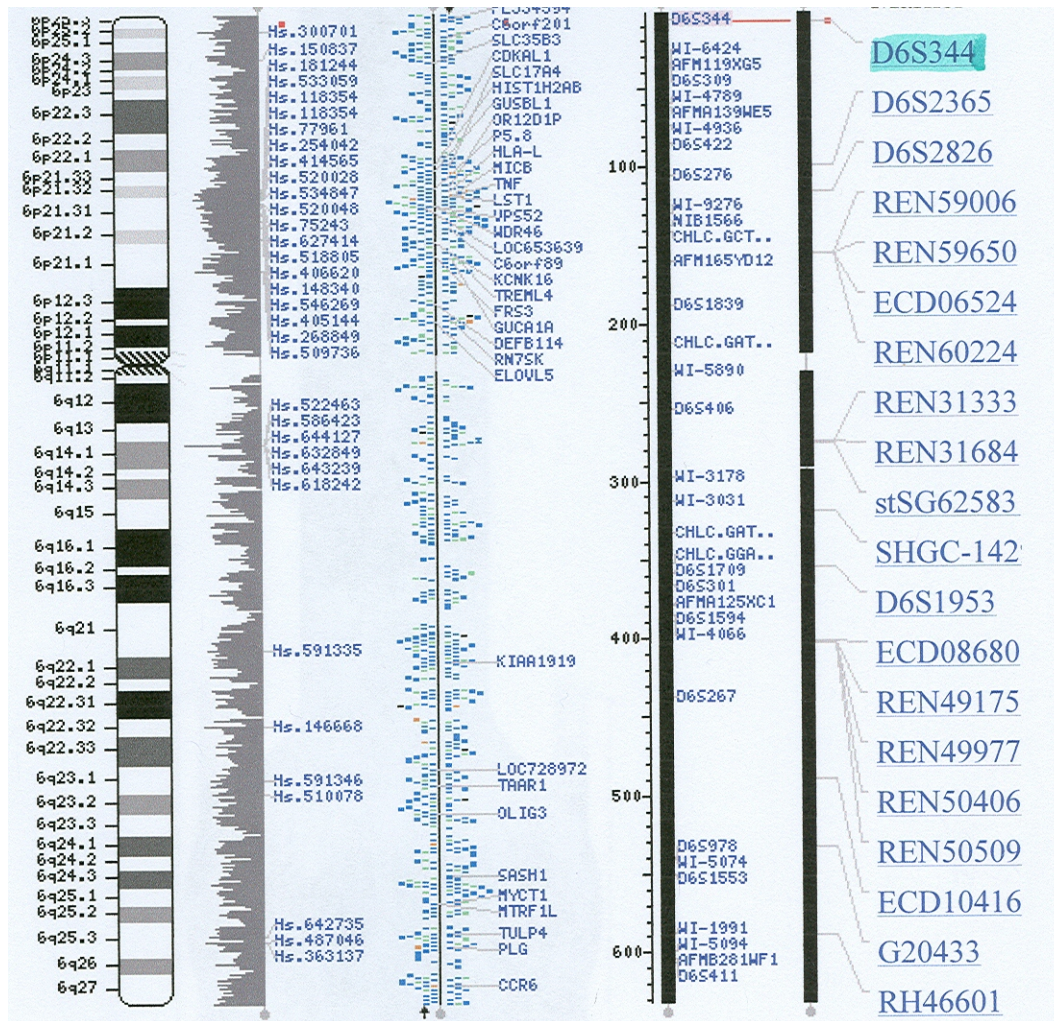 6p25.1
6p24.3
6p24.1
6p23
6p22.3
6p22.2
6p22.1
6p21.33
6p21.32
6p21.31
6p21.2
6p21.1
6p12.3
6p12.2
6p12.1
6p11.2
6p11.1
6q11.1
6q11.2
6q12
6q13
6q14.1
6q14.2
6q14.3
6q15
6q16.1
6q16.2
6q16.3
6q21
6q22.1
6q22.2
6q22.31
6q22.32
6q22.33
6q23.1
6q23.2
6q23.3
6q24.1
6q24.2
6q24.3
6q25.1
6q25.2
6q25.3
6q26
6q27
Hs.300701
Hs.150837
Hs.181244
Hs.533059
Hs.118354
Hs.118354
Hs.77961
Hs.254042
Hs.414565
Hs.520028
Hs.534847
Hs.520048
Hs.75243
Hs.627414
Hs.518805
Hs.406620
Hs.148340
Hs.546269
Hs.405144
Hs.268849
Hs.509736
Hs.522463
Hs.586423
Hs.644127
Hs.632849
Hs.643239
Hs.618242
Hs.591335
Hs.146668
Hs.591346
Hs.510078
Hs.642735
Hs.487046
Hs.363137
C6orf201
SLC35B3
CDKAL1
SLC17A4
HIST1H2AB
GUSBL1
OR12D1P
P5.8
HLA-L
MICB
TNF
LST1
VPS52
WDR46
LOC653639
C6orf89
KCNK16
TREML4
FRS3
GUCA1A
DEFB114
RN7SK
ELOVL5
KIAA1919
LOC728972
TAAR1
OLIG3
SASH1
MYCT1
MTRF1L
TULP4
PLG
CCR6
100
200
300
400
500
600
D6S344
WI-6424
AFM119XG5
D6S309
WI-4789
AFMA139WE5
WI-4936
D6S422
D6S276
WI-9276
NIB1566
CHLC.GCT..
AFM165YD12
D6S1839
CHLC.GAT..
WI-5890
D6S406
WI-3178
WI-3031
CHLC.GAT..
CHLC.GGA..
D6S1709
D6S301
AFMA125XC1
D6S1594
WI-4066
D6S267
D6S978
WI-5074
D6S1553
WI-1991
WI-5094
AFMB281WF1
D6S411
D6S344
D6S2365
D6S2826
REN59006
REN59650
ECD06524
REN60224
REN31333
REN31684
stSG62583
SHGC-142
D6S1953
ECD08680
REN49175
REN49977
REN50406
REN50509
ECD10416
G20433
RH46601